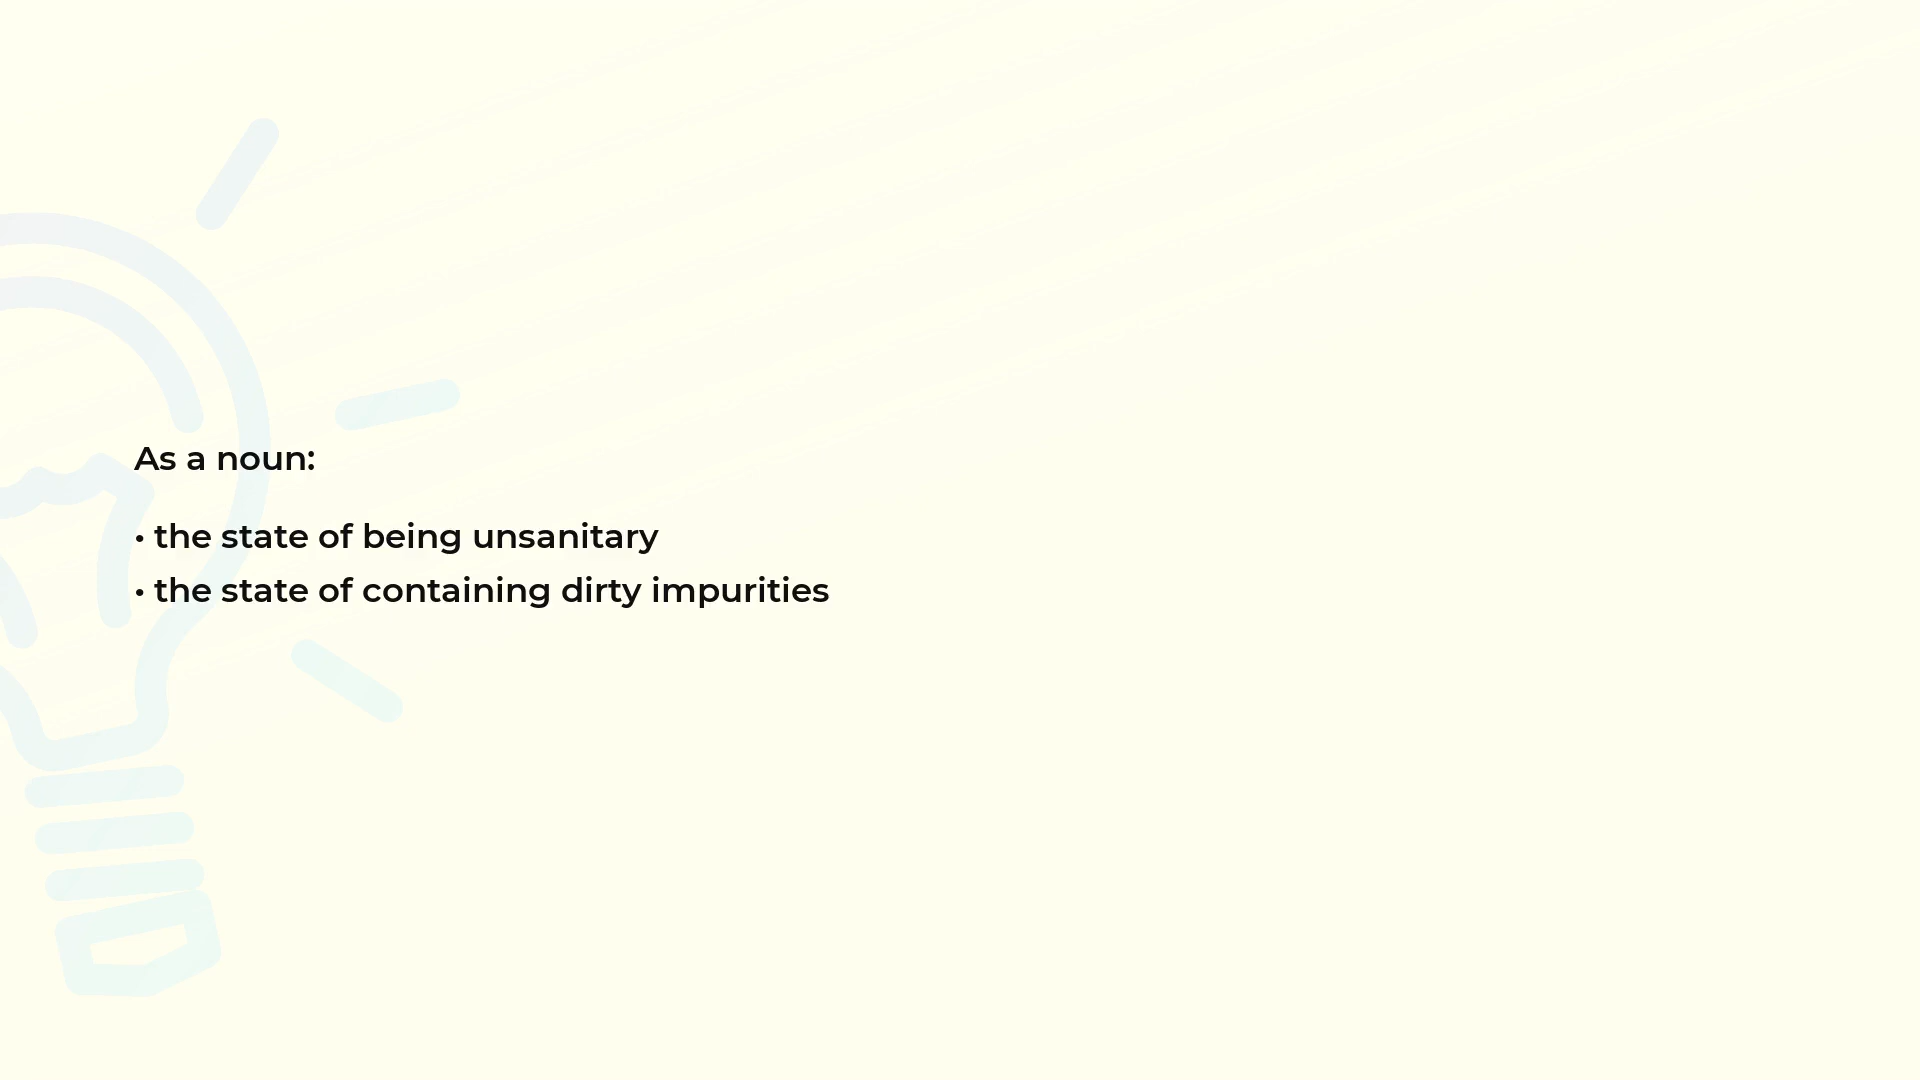 As a noun:
• the state of being unsanitary
• the state of containing dirty impurities